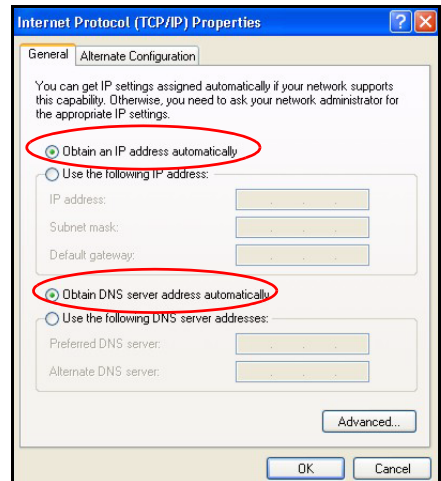 Internet Protocol (TCP/IP) Properties
General
Alternate Configuration
You can get IP settings assigned automatically if your network supports
this capability. Otherwise, you need to ask your network administrator for
the appropriate IP settings.
Obtain an IP address automatically
Use the following IP address:
IP address:
Subnet mask:
Default gateway:
Obtain DNS server address automatically
Use the following DNS server addresses:
Preferred DNS server:
Alternate DNS server:
Advanced...
OK
Cancel